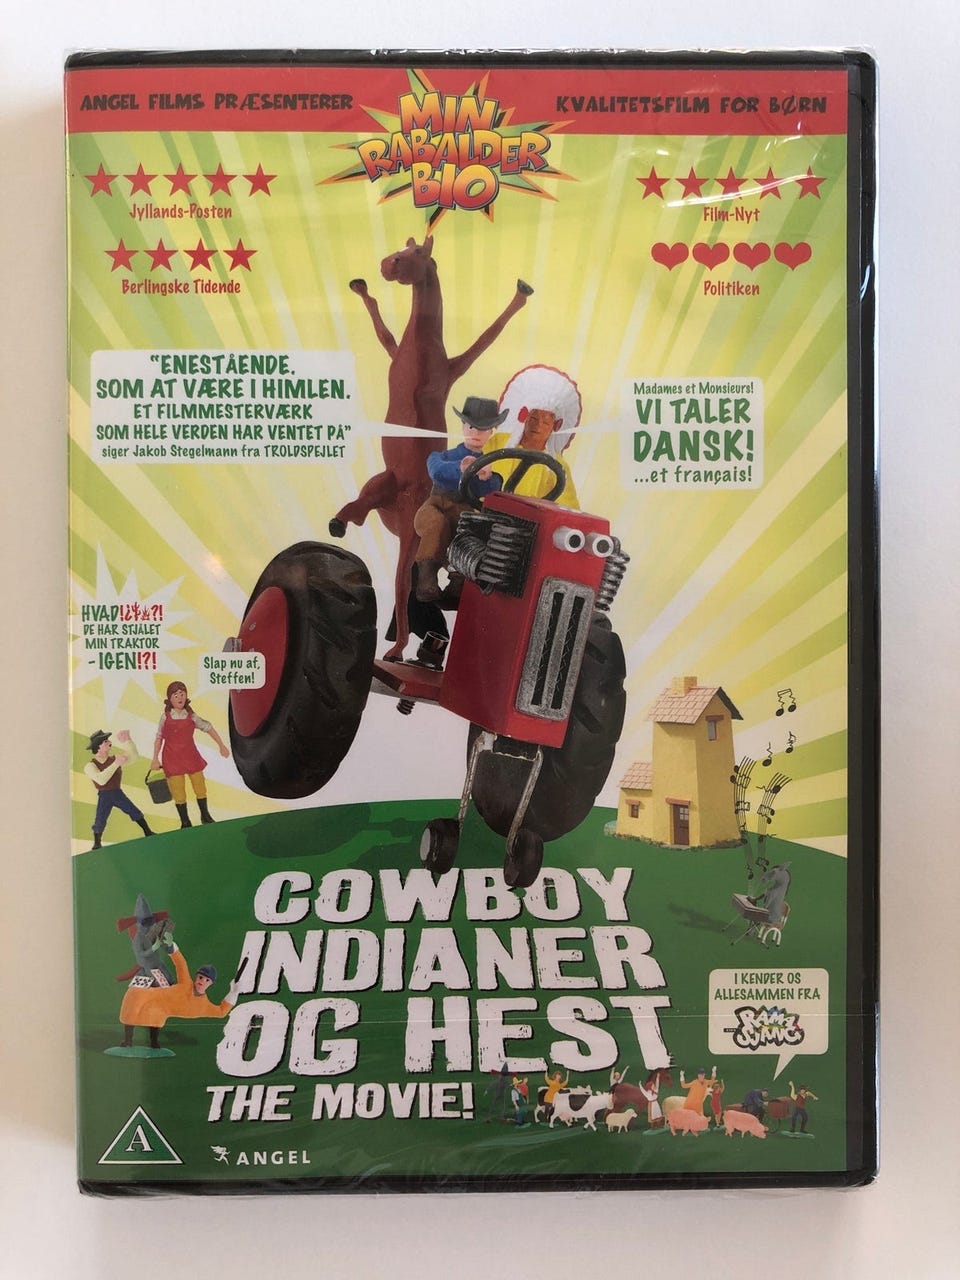 ANGEL FILMS PRÆSENTERER
MIN
RABALDER
BIO
KVALITETSFILM FOR BØRN
Jyllands-Posten
Film-Nyt
Berlingske Tidende
Politiken
"ENESTÅENDE.
SOM AT VÆRE I HIMLEN.
ET FILMMESTERVÆRK
SOM HELE VERDEN HAR VENTET PÅ"
siger Jakob Stegelmann fra TROLDSPEJLET
Madames et Monsieurs!
VI TALER
DANSK!
...et français!
HVAD!
DE HAR STJÅLET
MIN TRAKTOR
- IGEN!?!
Slap nu af,
Steffen!
COWBOY
INDIANER
OG HEST
THE MOVIE!
I KENDER OS
ALLESAMMEN FRA
RAMASJANG
A
ANGEL